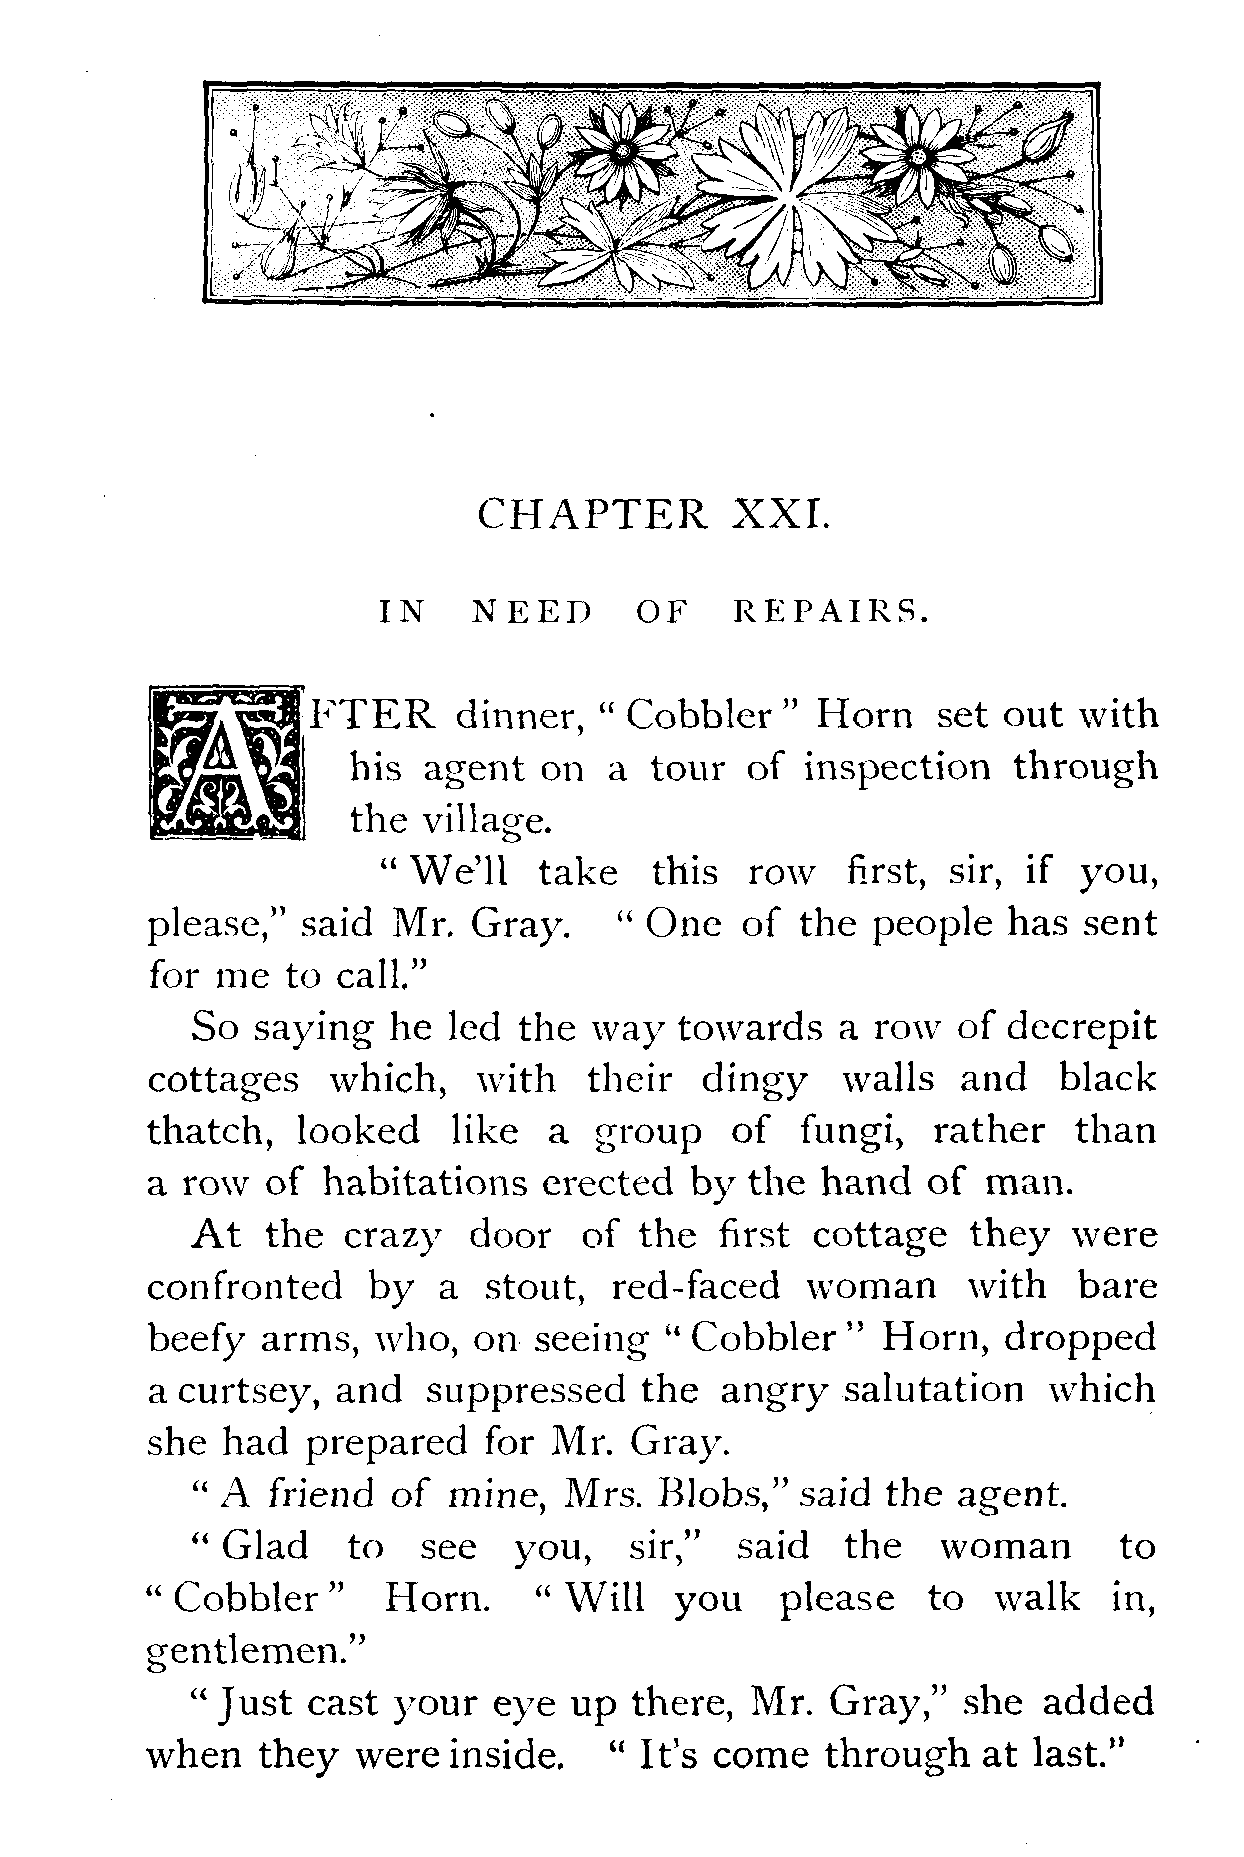 CHAPTER XXI.
IN NEED OF REPAIRS.
AFTER dinner, “ Cobbler ” Horn set out with
his agent on a tour of inspection through
the village.
“ We’ll take this row first, sir, if you,
please,” said Mr. Gray. “ One of the people has sent
for me to call.”
So saying he led the way towards a row of decrepit
cottages which, with their dingy walls and black
thatch, looked like a group of fungi, rather than
a row of habitations erected by the hand of man.
At the crazy door of the first cottage they were
confronted by a stout, red-faced woman with bare
beefy arms, who, on seeing “ Cobbler ” Horn, dropped
a curtsey, and suppressed the angry salutation which
she had prepared for Mr. Gray.
“ A friend of mine, Mrs. Blobs,” said the agent.
“ Glad to see you, sir,” said the woman to
“ Cobbler ” Horn. “ Will you please to walk in,
gentlemen.”
“ Just cast your eye up there, Mr. Gray,” she added
when they were inside. “ It’s come through at last.”